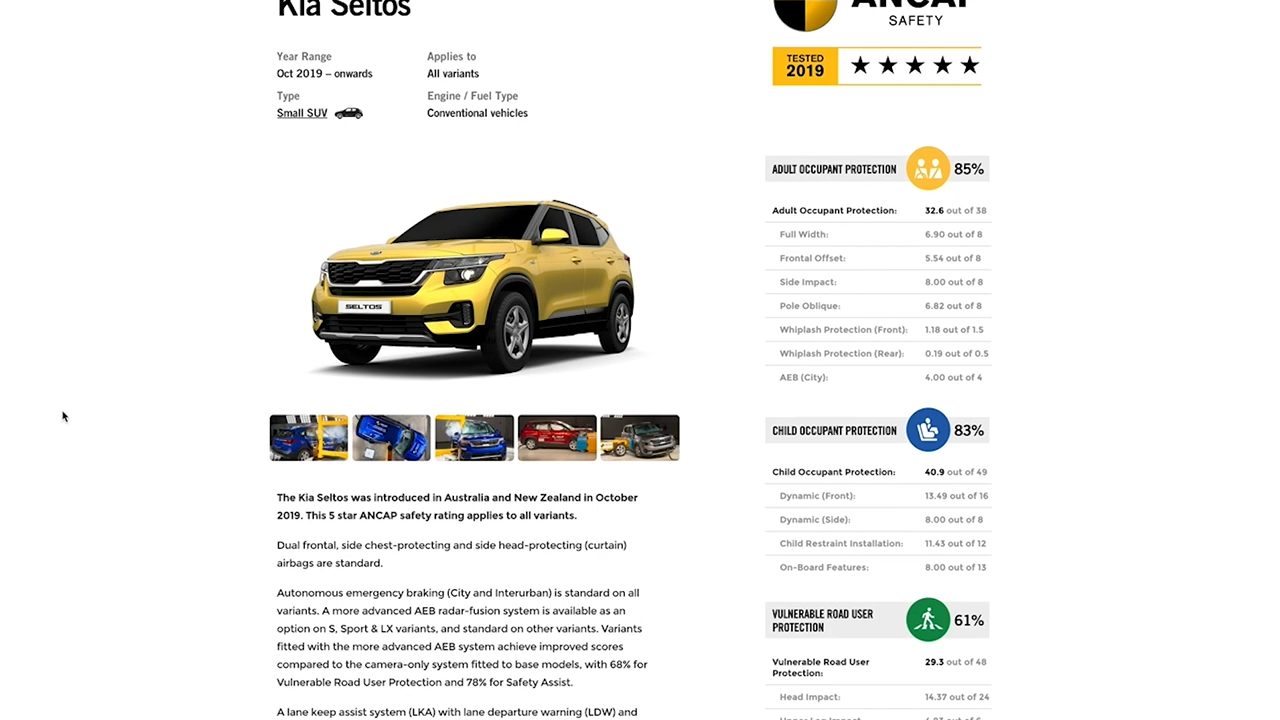 Kia Seltos
ANCAP
SAFETY
Year Range
Applies to
Oct 2019 – onwards
All variants
Type
Engine / Fuel Type
Small SUV
Conventional vehicles
TESTED
2019
SELTOS
The Kia Seltos was introduced in Australia and New Zealand in October
2019. This 5 star ANCAP safety rating applies to all variants.
Dual frontal, side chest-protecting and side head-protecting (curtain)
airbags are standard.
Autonomous emergency braking (City and Interurban) is standard on all
variants. A more advanced AEB radar-fusion system is available as an
option on S, Sport & LX variants, and standard on other variants. Variants
fitted with the more advanced AEB system achieve improved scores
compared to the camera-only system fitted to base models, with 68% for
Vulnerable Road User Protection and 78% for Safety Assist.
A lane keep assist system (LKA) with lane departure warning (LDW) and
ADULT OCCUPANT PROTECTION 85%
Adult Occupant Protection: 32.6 out of 38
Full Width: 6.90 out of 8
Frontal Offset: 5.54 out of 8
Side Impact: 8.00 out of 8
Pole Oblique: 6.82 out of 8
Whiplash Protection (Front): 1.18 out of 1.5
Whiplash Protection (Rear): 0.19 out of 0.5
AEB (City): 4.00 out of 4
CHILD OCCUPANT PROTECTION 83%
Child Occupant Protection: 40.9 out of 49
Dynamic (Front): 13.49 out of 16
Dynamic (Side): 8.00 out of 8
Child Restraint Installation: 11.43 out of 12
On-Board Features: 8.00 out of 13
VULNERABLE ROAD USER
PROTECTION 61%
Vulnerable Road User
Protection: 29.3 out of 48
Head Impact: 14.37 out of 24